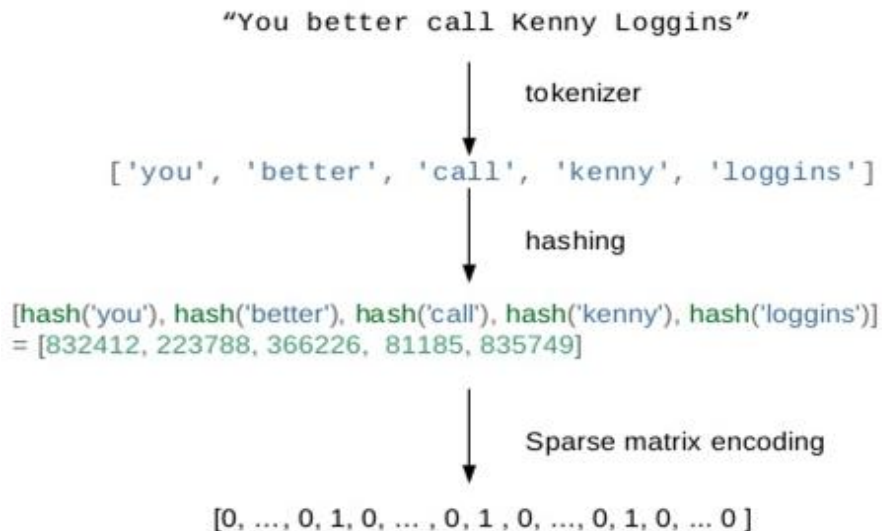 “You better call Kenny Loggins”
tokenizer
['you', 'better', 'call', 'kenny', 'loggins']
hashing
[hash('you'), hash('better'), hash('call'), hash('kenny'), hash('loggins')]
= [832412, 223788, 366226, 81185, 835749]
Sparse matrix encoding
[0, ..., 0, 1, 0, ... , 0, 1 , 0, ..., 0, 1, 0, ... 0 ]